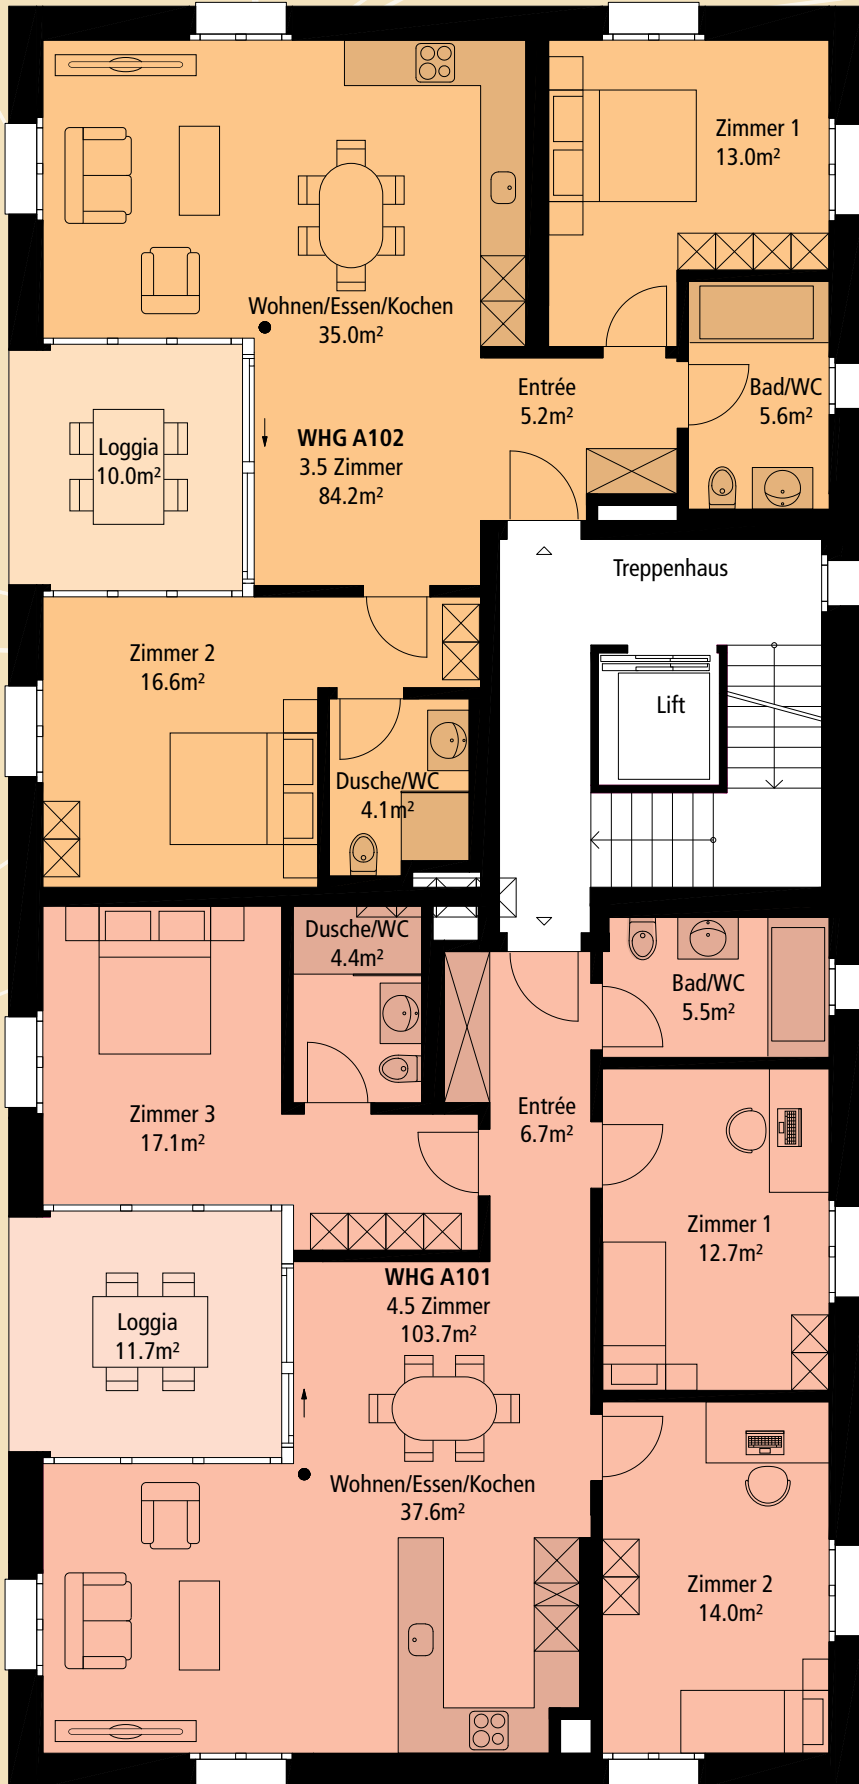 Zimmer 1
13.0m²
Wohnen/Essen/Kochen
35.0m²
Entrée
5.2m²
Bad/WC
5.6m²
Loggia
10.0m²
WHG A102
3.5 Zimmer
84.2m²
Treppenhaus
Zimmer 2
16.6m²
Lift
Dusche/WC
4.1m²
Dusche/WC
4.4m²
Bad/WC
5.5m²
Zimmer 3
17.1m²
Entrée
6.7m²
Zimmer 1
12.7m²
WHG A101
4.5 Zimmer
103.7m²
Loggia
11.7m²
Wohnen/Essen/Kochen
37.6m²
Zimmer 2
14.0m²